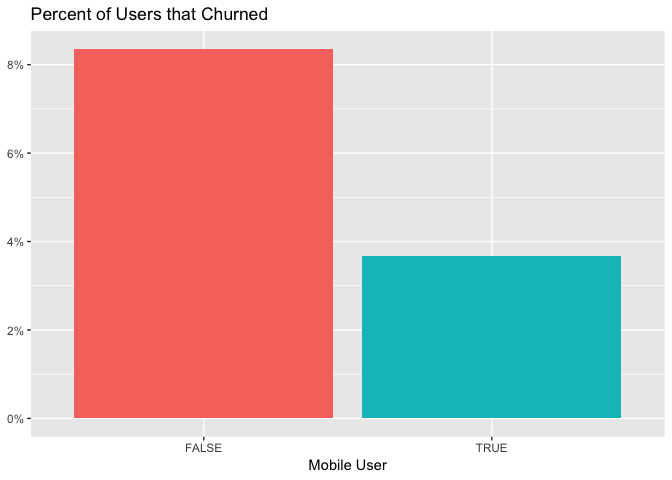 Percent of Users that Churned
8%
6%
4%
2%
0%
FALSE TRUE
Mobile User